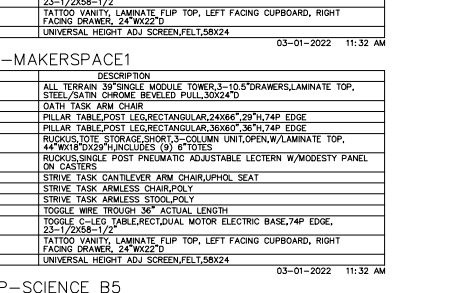 23-1/2X58-1/2"
TATTOO VANITY, LAMINATE FLIP TOP, LEFT FACING CUPBOARD, RIGHT
FACING DRAWER, 24"WX22"D
UNIVERSAL HEIGHT ADJ SCREEN,FELT,58X24
03-01-2022 11:32 AM
-MAKERSPACE1
DESCRIPTION
ALL TERRAIN 39"SINGLE MODULE TOWER,3-10.5"DRAWERS,LAMINATE TOP,
STEEL/SATIN CHROME BEVELED PULL,30X24"D
OATH TASK ARM CHAIR
PILLAR TABLE,POST LEG,RECTANGULAR,24X66",29"H,74P EDGE
PILLAR TABLE,POST LEG,RECTANGULAR,36X60",36"H,74P EDGE
RUCKUS,TOTE STORAGE,SHORT,3-COLUMN UNIT,OPEN,W/LAMINATE TOP,
44"WX18"DX29"H,INCLUDES (9) 6"TOTES
RUCKUS,SINGLE POST PNEUMATIC ADJUSTABLE LECTERN W/MODESTY PANEL
ON CASTERS
STRIVE TASK CANTILEVER ARM CHAIR,UPHOL SEAT
STRIVE TASK ARMLESS CHAIR,POLY
STRIVE TASK ARMLESS STOOL,POLY
TOGGLE WIRE TROUGH 36" ACTUAL LENGTH
TOGGLE C-LEG TABLE,RECT,DUAL MOTOR ELECTRIC BASE,74P EDGE,
23-1/2X58-1/2"
TATTOO VANITY, LAMINATE FLIP TOP, LEFT FACING CUPBOARD, RIGHT
FACING DRAWER, 24"WX22"D
UNIVERSAL HEIGHT ADJ SCREEN,FELT,58X24
03-01-2022 11:32 AM
P-SCIENCE B5